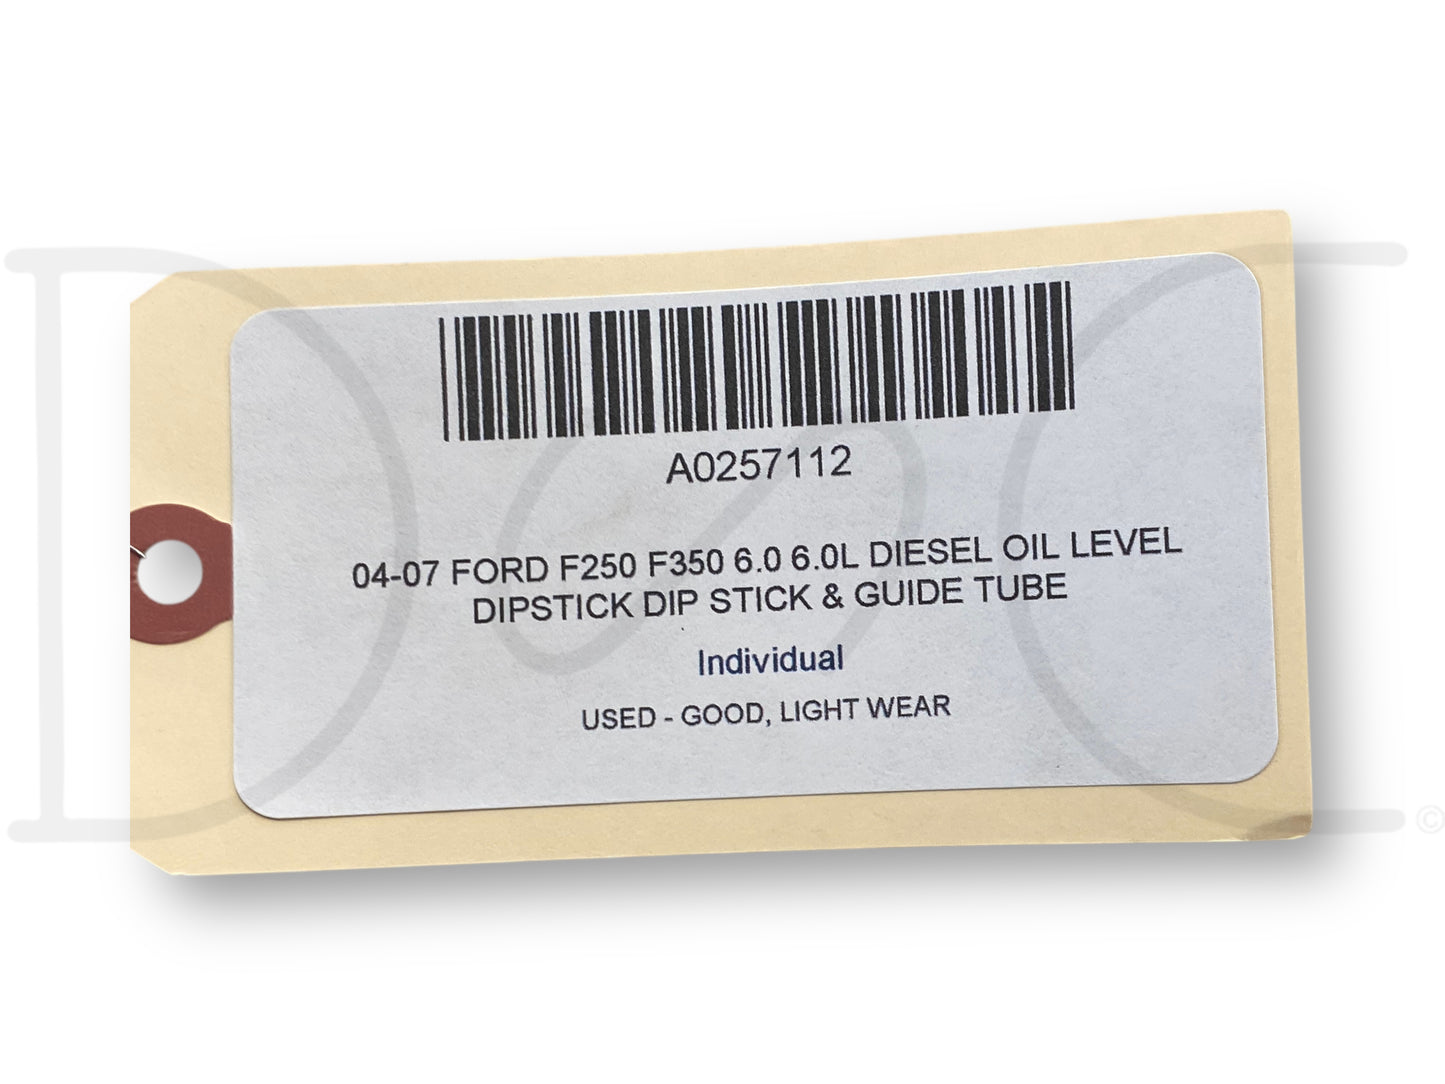 A0257112
04-07 FORD F250 F350 6.0 6.0L DIESEL OIL LEVEL
DIPSTICK DIP STICK & GUIDE TUBE
Individual
USED - GOOD, LIGHT WEAR
©